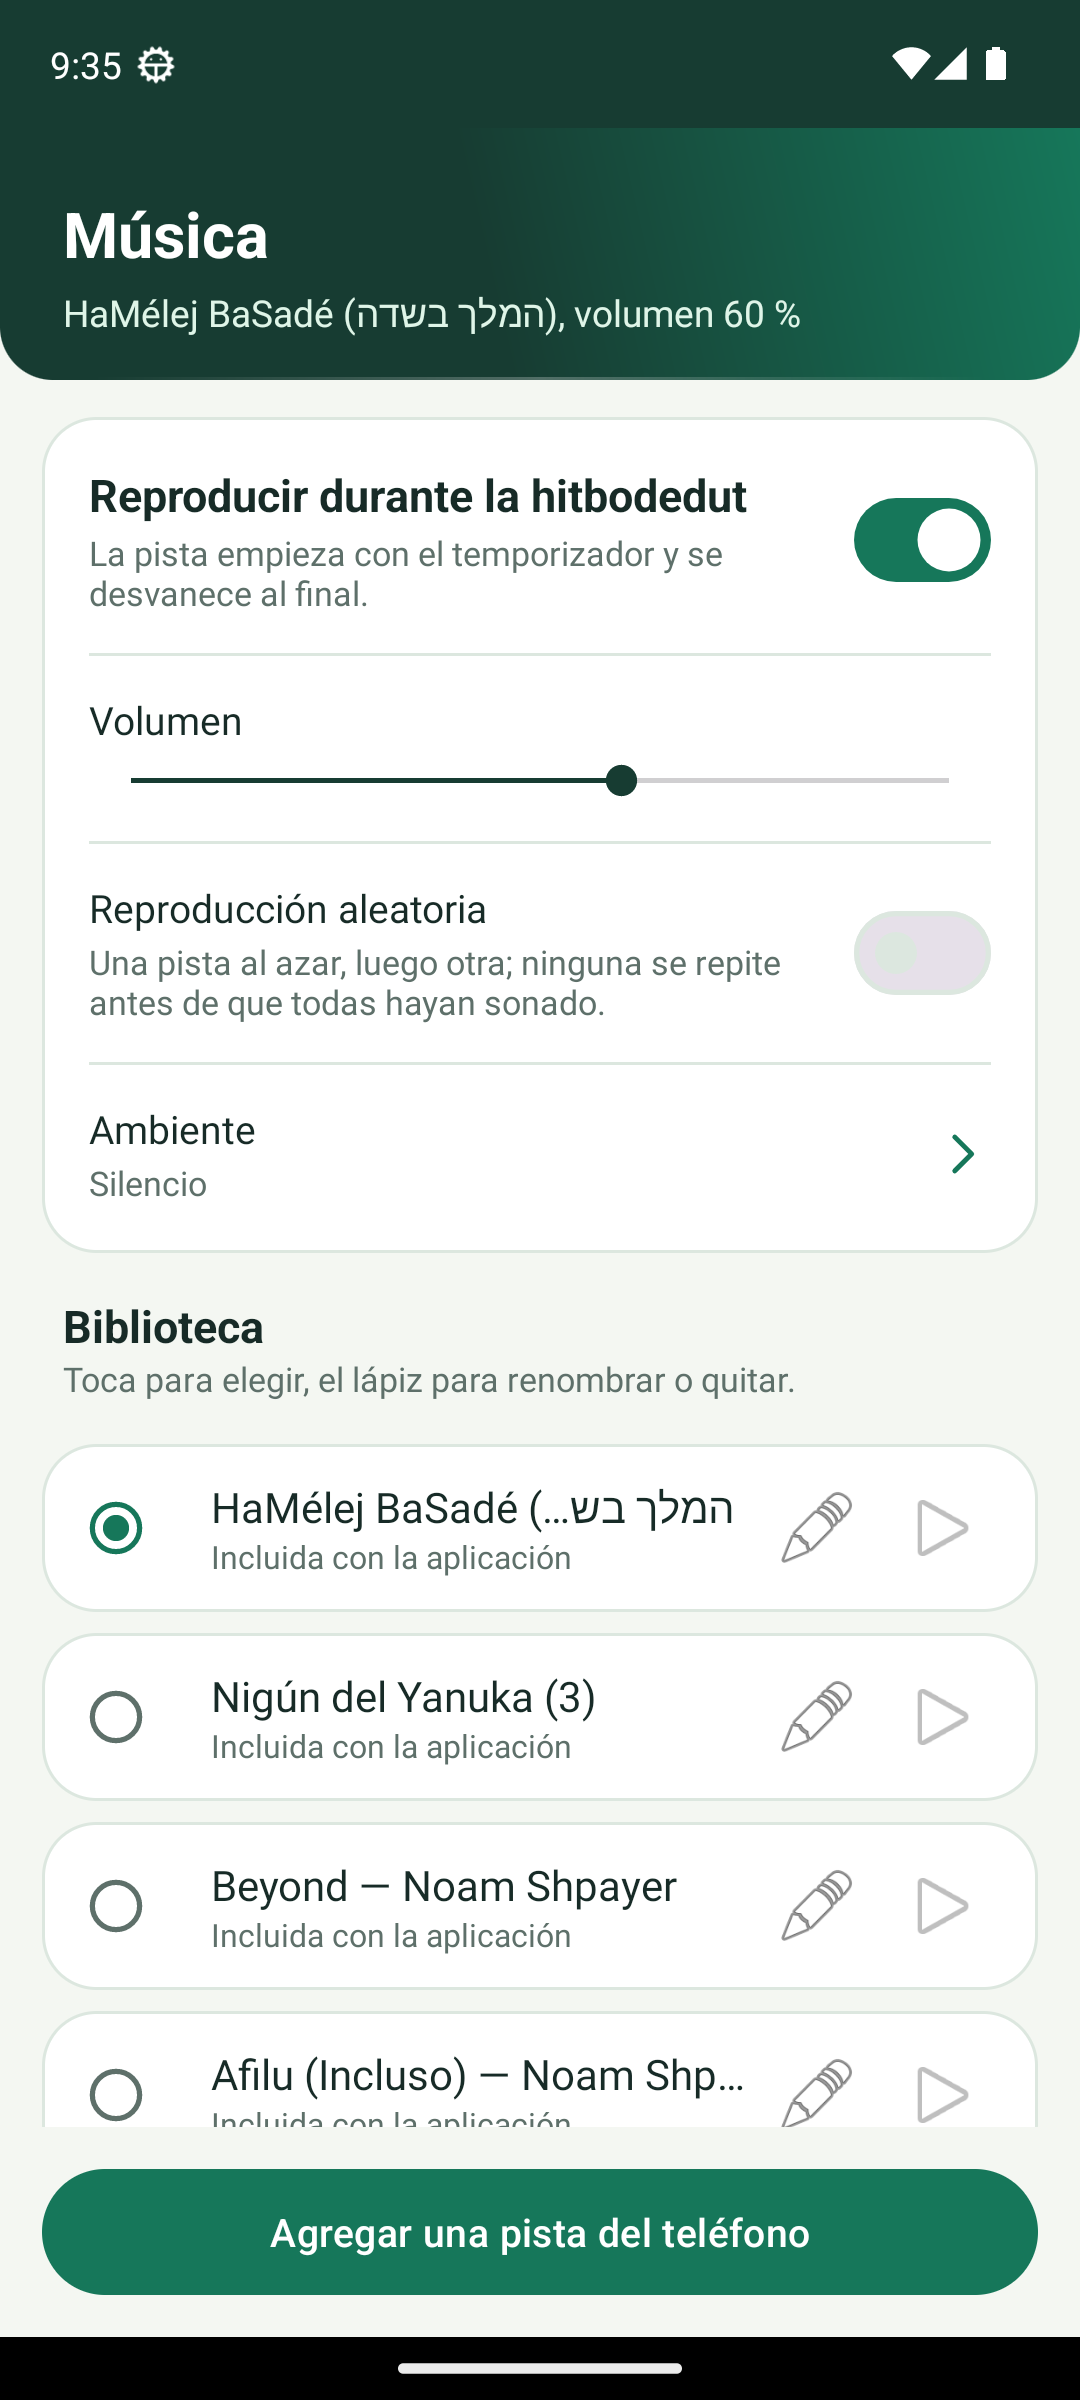 9:35
Música
HaMélej BaSadé (המלך בשדה), volumen 60 %
Reproducir durante la hitbodedut
La pista empieza con el temporizador y se
desvanece al final.
Volumen
Reproducción aleatoria
Una pista al azar, luego otra; ninguna se repite
antes de que todas hayan sonado.
Ambiente
Silencio
Biblioteca
Toca para elegir, el lápiz para renombrar o quitar.
HaMélej BaSadé (המלך בש…
Incluida con la aplicación
Nigún del Yanuka (3)
Incluida con la aplicación
Beyond — Noam Shpayer
Incluida con la aplicación
Afilu (Incluso) — Noam Shp…
Incluida con la aplicación
Agregar una pista del teléfono